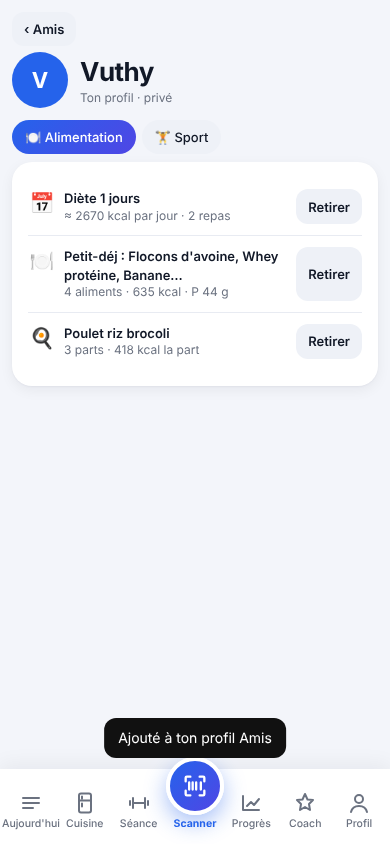 ‹ Amis
V
Vuthy
Ton profil · privé
Alimentation
Sport
Diète 1 jours
≈ 2670 kcal par jour · 2 repas
Retirer
Petit-déj : Flocons d'avoine, Whey
protéine, Banane...
4 aliments · 635 kcal · P 44 g
Retirer
Poulet riz brocoli
3 parts · 418 kcal la part
Retirer
Ajouté à ton profil Amis
Aujourd'hui
Cuisine
Séance
Scanner
Progrès
Coach
Profil